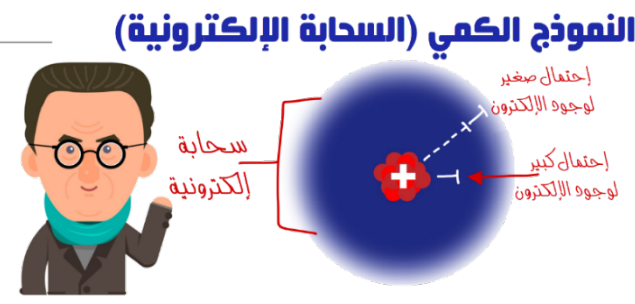 النموذج الكمي (السحابة الإلكترونية)
إحتمال صغير
لوجود الإلكترون
سحابة
إلكترونية
إحتمال كبير
لوجود الإلكترون